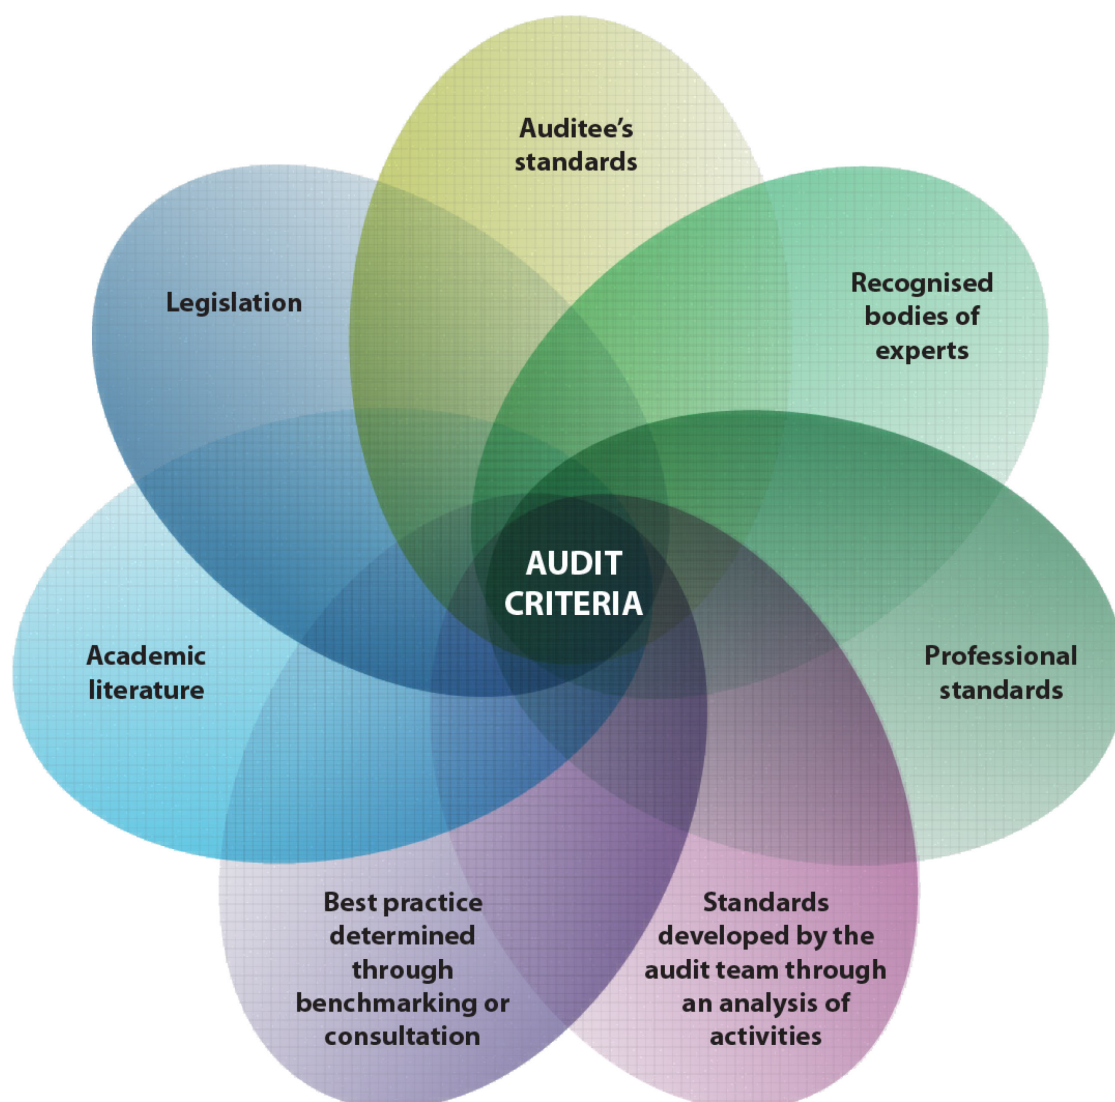 Auditee’s
standards
Legislation
Recognised
bodies of
experts
AUDIT
CRITERIA
Academic
literature
Professional
standards
Best practice
determined
through
benchmarking or
consultation
Standards
developed by the
audit team through
an analysis of
activities